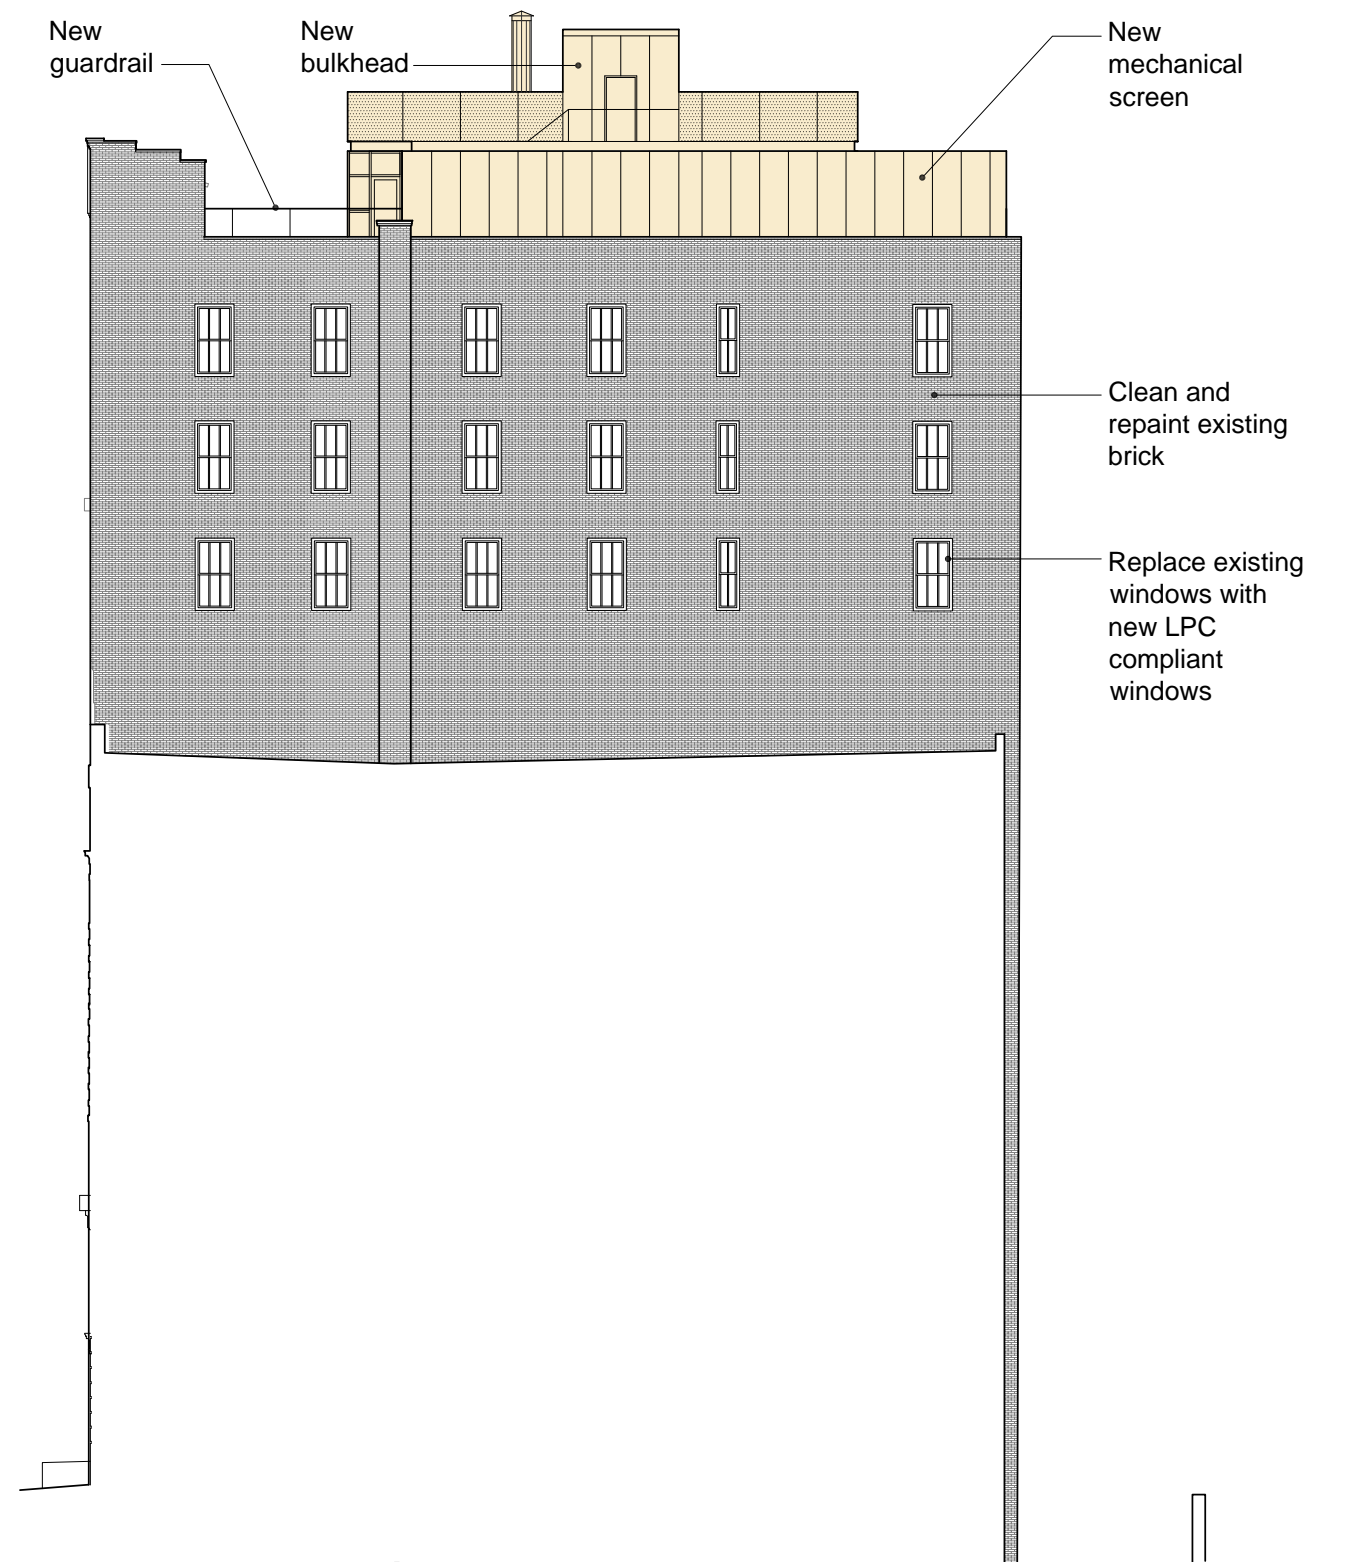 New
guardrail
New
bulkhead
New
mechanical
screen
Clean and
repaint existing
brick
Replace existing
windows with
new LPC
compliant
windows